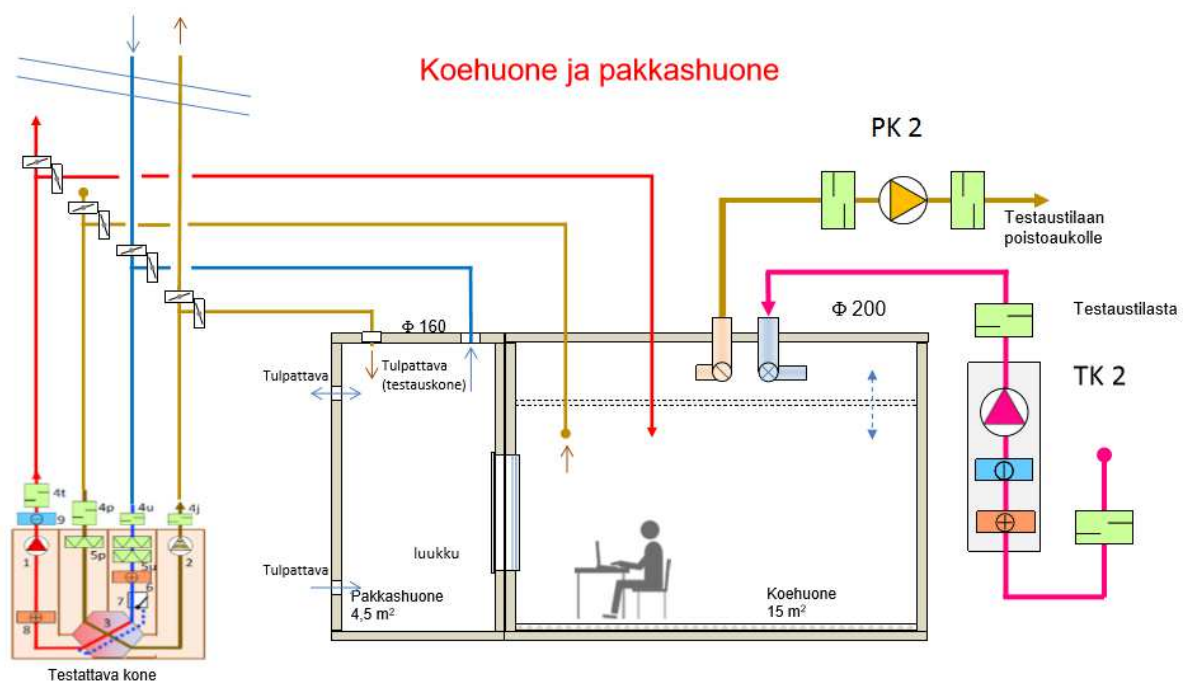 Koehuone ja pakkashuone
PK 2
Testaustilaan
poistoaukolle
Φ 160
Φ 200
Testaustilasta
TK 2
Tulpattava
Tulpattava
(testauskone)
luukku
Tulpattava
Pakkashuone
4,5 m²
Koehuone
15 m²
4t
4p
4u
4j
9
1
5p
5u
2
6
7
8
3
Testattava kone